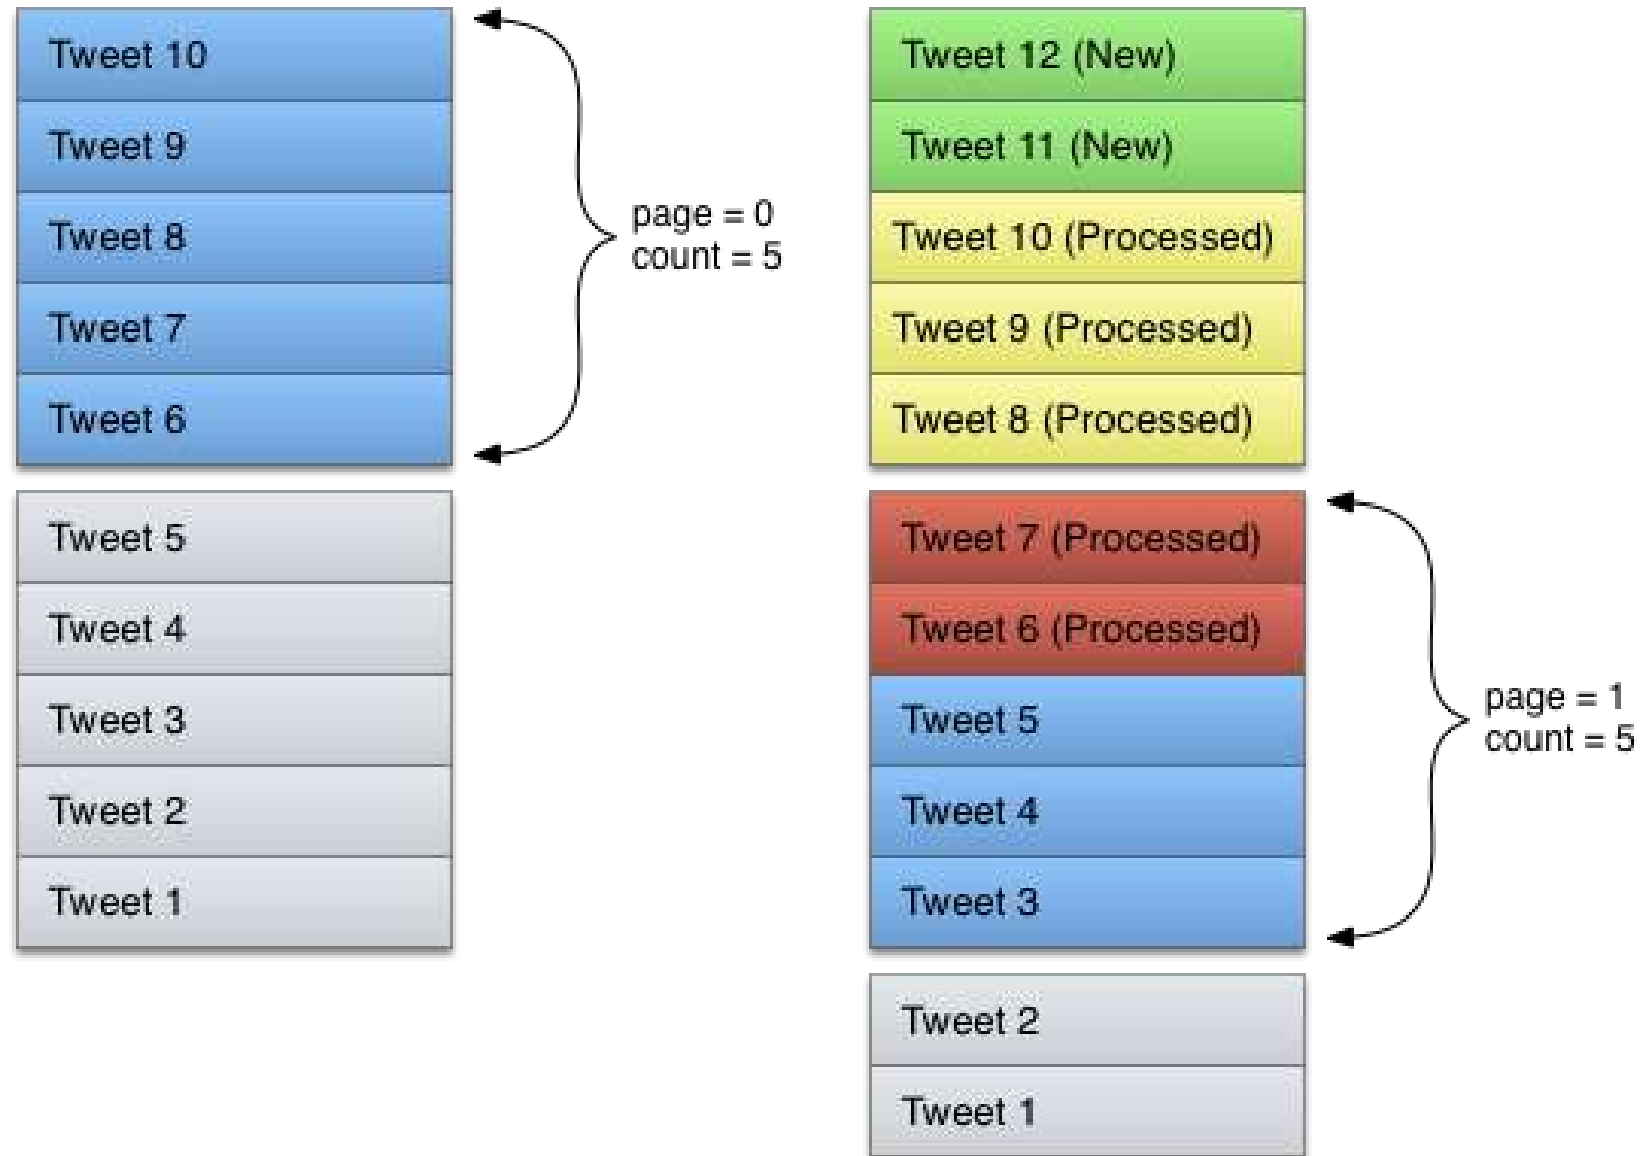 Tweet 10
Tweet 9
Tweet 8
Tweet 7
Tweet 6
page = 0
count = 5
Tweet 5
Tweet 4
Tweet 3
Tweet 2
Tweet 1
Tweet 12 (New)
Tweet 11 (New)
Tweet 10 (Processed)
Tweet 9 (Processed)
Tweet 8 (Processed)
Tweet 7 (Processed)
Tweet 6 (Processed)
Tweet 5
Tweet 4
Tweet 3
page = 1
count = 5
Tweet 2
Tweet 1